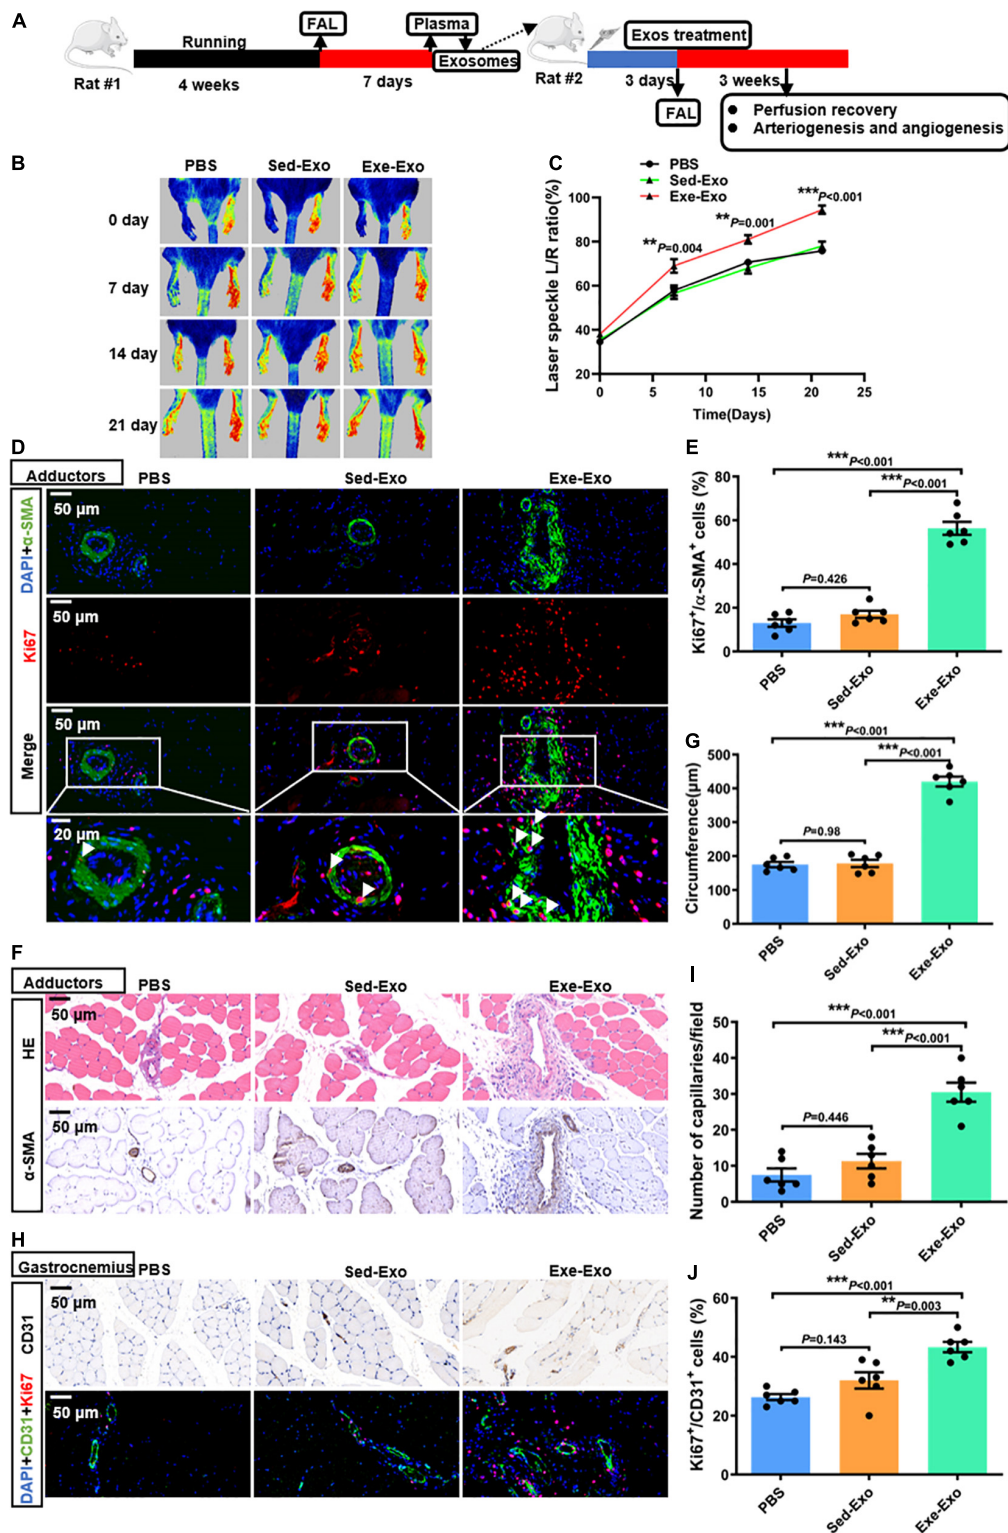 A
Running
FAL
Plasma
Exosomes
Exos treatment
Rat #1
4 weeks
7 days
Rat #2
3 days
3 weeks
FAL
● Perfusion recovery
● Arteriogenesis and angiogenesis
B
PBS Sed-Exo Exe-Exo
0 day
7 day
14 day
21 day
C
PBS
Sed-Exo
Exe-Exo
Laser speckle L/R ratio(%)
100
80
60
40
20
**P=0.004
**P=0.001
***P<0.001
0 5 10 15 20 25
Time(Days)
D
Adductors
PBS Sed-Exo Exe-Exo
DAPI+α-SMA
50 μm
Ki67
50 μm
Merge
50 μm
20 μm
E
Ki67+/α-SMA+ cells (%)
80
60
40
20
0
***P<0.001
***P<0.001
P=0.426
PBS Sed-Exo Exe-Exo
G
Circumference(μm)
500
400
300
200
100
0
***P<0.001
***P<0.001
P=0.98
PBS Sed-Exo Exe-Exo
F
Adductors
PBS Sed-Exo Exe-Exo
HE
50 μm
α-SMA
50 μm
I
Number of capillaries/field
50
40
30
20
10
0
***P<0.001
***P<0.001
P=0.446
PBS Sed-Exo Exe-Exo
H
Gastrocnemius
PBS Sed-Exo Exe-Exo
CD31
50 μm
DAPI+CD31+Ki67
50 μm
J
Ki67+/CD31+ cells (%)
60
40
20
0
***P<0.001
**P=0.003
P=0.143
PBS Sed-Exo Exe-Exo